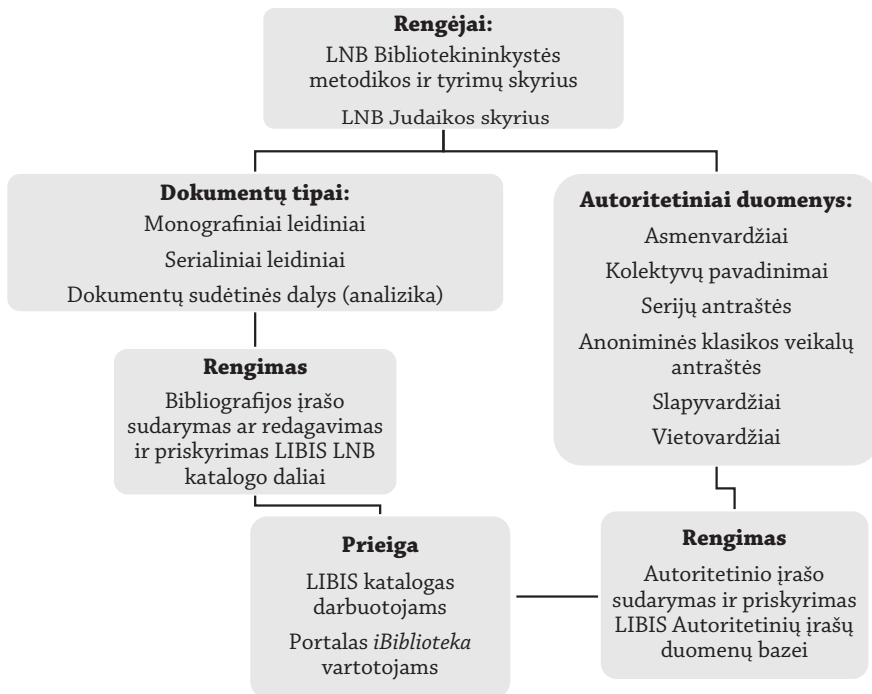 Rengėjai:
LNB Bibliotekininkystės
metodikos ir tyrimų skyrius
LNB Judaikos skyrius
Dokumentų tipai:
Monografiniai leidiniai
Serialiniai leidiniai
Dokumentų sudėtinės dalys (analizika)
Autoritetiniai duomenys:
Asmenvardžiai
Kolektyvų pavadinimai
Serijų antraštės
Anoniminės klasikos veikalų
antraštės
Slapyvardžiai
Vietovardžiai
Rengimas
Bibliografijos įrašo
sudarymas ar redagavimas
ir priskyrimas LIBIS LNB
katalogo daliai
Prieiga
LIBIS katalogas
darbuotojams
Portalas iBiblioteka
vartotojams
Rengimas
Autoritetinio įrašo
sudarymas ir priskyrimas
LIBIS Autoritetinių įrašų
duomenų bazei